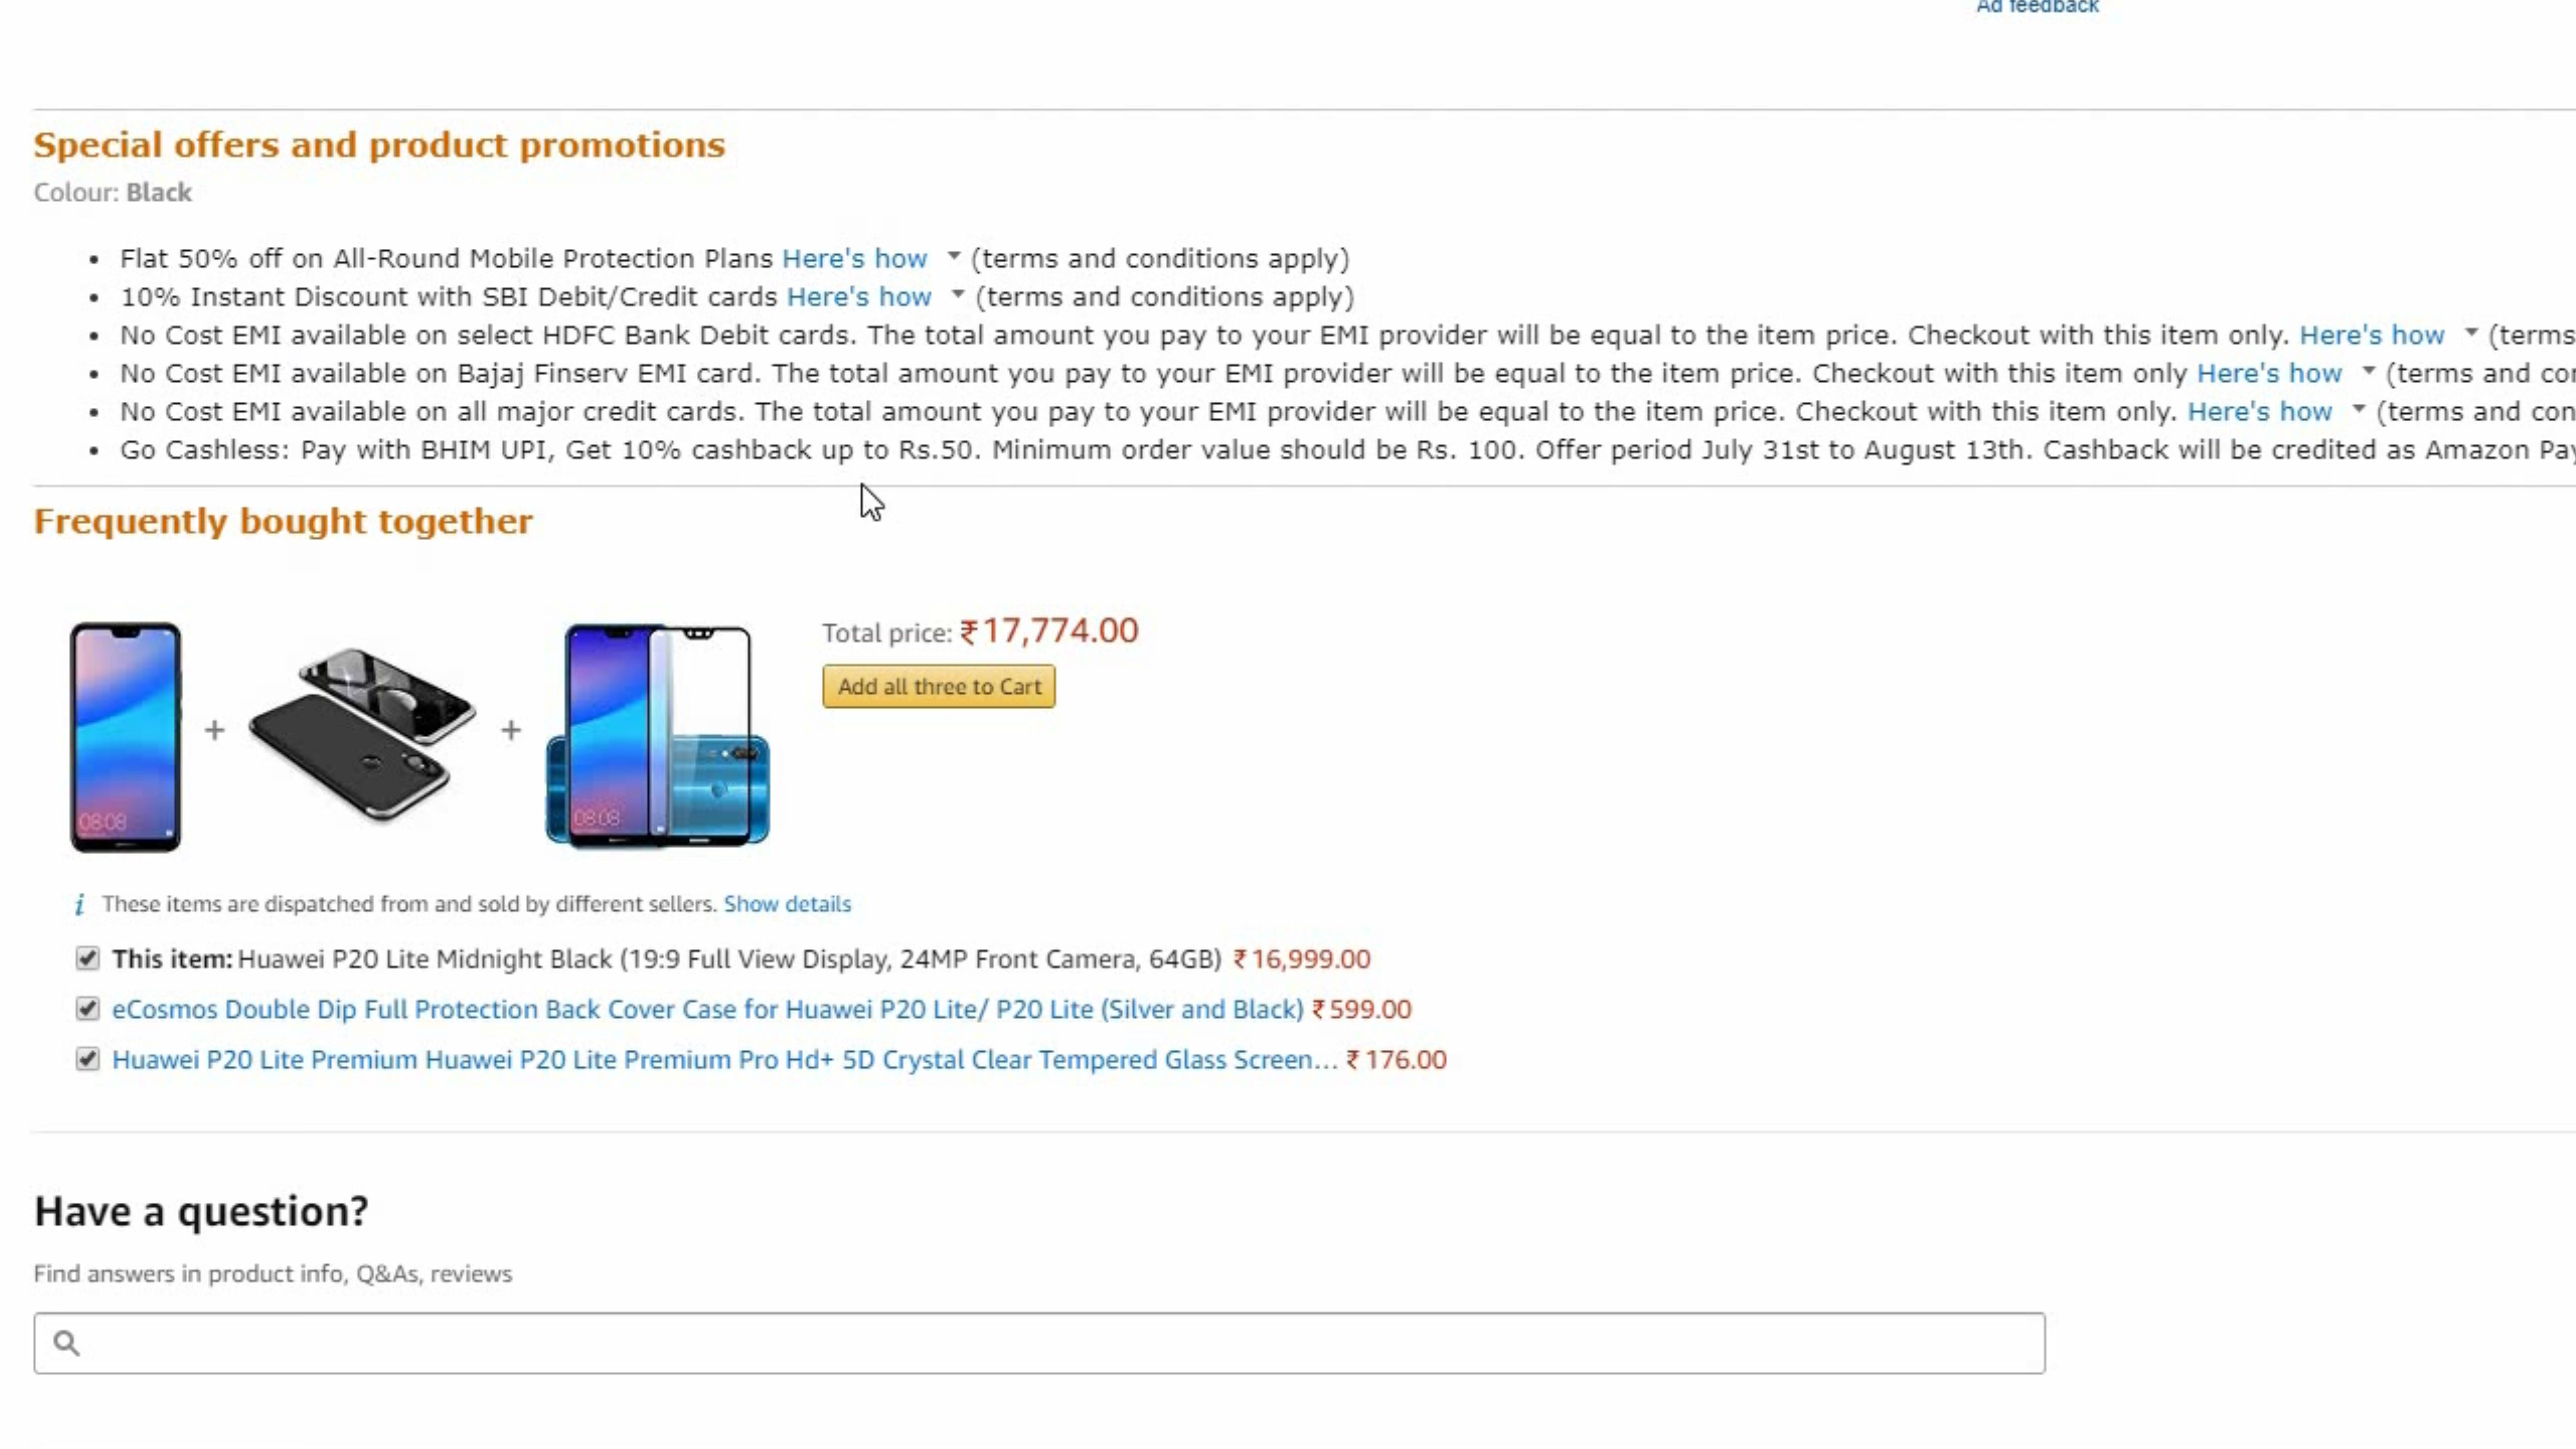 Ad feedback
Special offers and product promotions
Colour: Black
• Flat 50% off on All-Round Mobile Protection Plans Here's how (terms and conditions apply)
• 10% Instant Discount with SBI Debit/Credit cards Here's how (terms and conditions apply)
• No Cost EMI available on select HDFC Bank Debit cards. The total amount you pay to your EMI provider will be equal to the item price. Checkout with this item only. Here's how (terms
• No Cost EMI available on Bajaj Finserv EMI card. The total amount you pay to your EMI provider will be equal to the item price. Checkout with this item only Here's how (terms and
• No Cost EMI available on all major credit cards. The total amount you pay to your EMI provider will be equal to the item price. Checkout with this item only. Here's how (terms and
• Go Cashless: Pay with BHIM UPI, Get 10% cashback up to Rs.50. Minimum order value should be Rs. 100. Offer period July 31st to August 13th. Cashback will be credited as Amazon Pay
Frequently bought together
Total price: ₹17,774.00
Add all three to Cart
+ +
08:08 08:08
i These items are dispatched from and sold by different sellers. Show details
This item: Huawei P20 Lite Midnight Black (19:9 Full View Display, 24MP Front Camera, 64GB) ₹16,999.00
eCosmos Double Dip Full Protection Back Cover Case for Huawei P20 Lite/ P20 Lite (Silver and Black) ₹599.00
Huawei P20 Lite Premium Huawei P20 Lite Premium Pro Hd+ 5D Crystal Clear Tempered Glass Screen... ₹176.00
Have a question?
Find answers in product info, Q&As, reviews